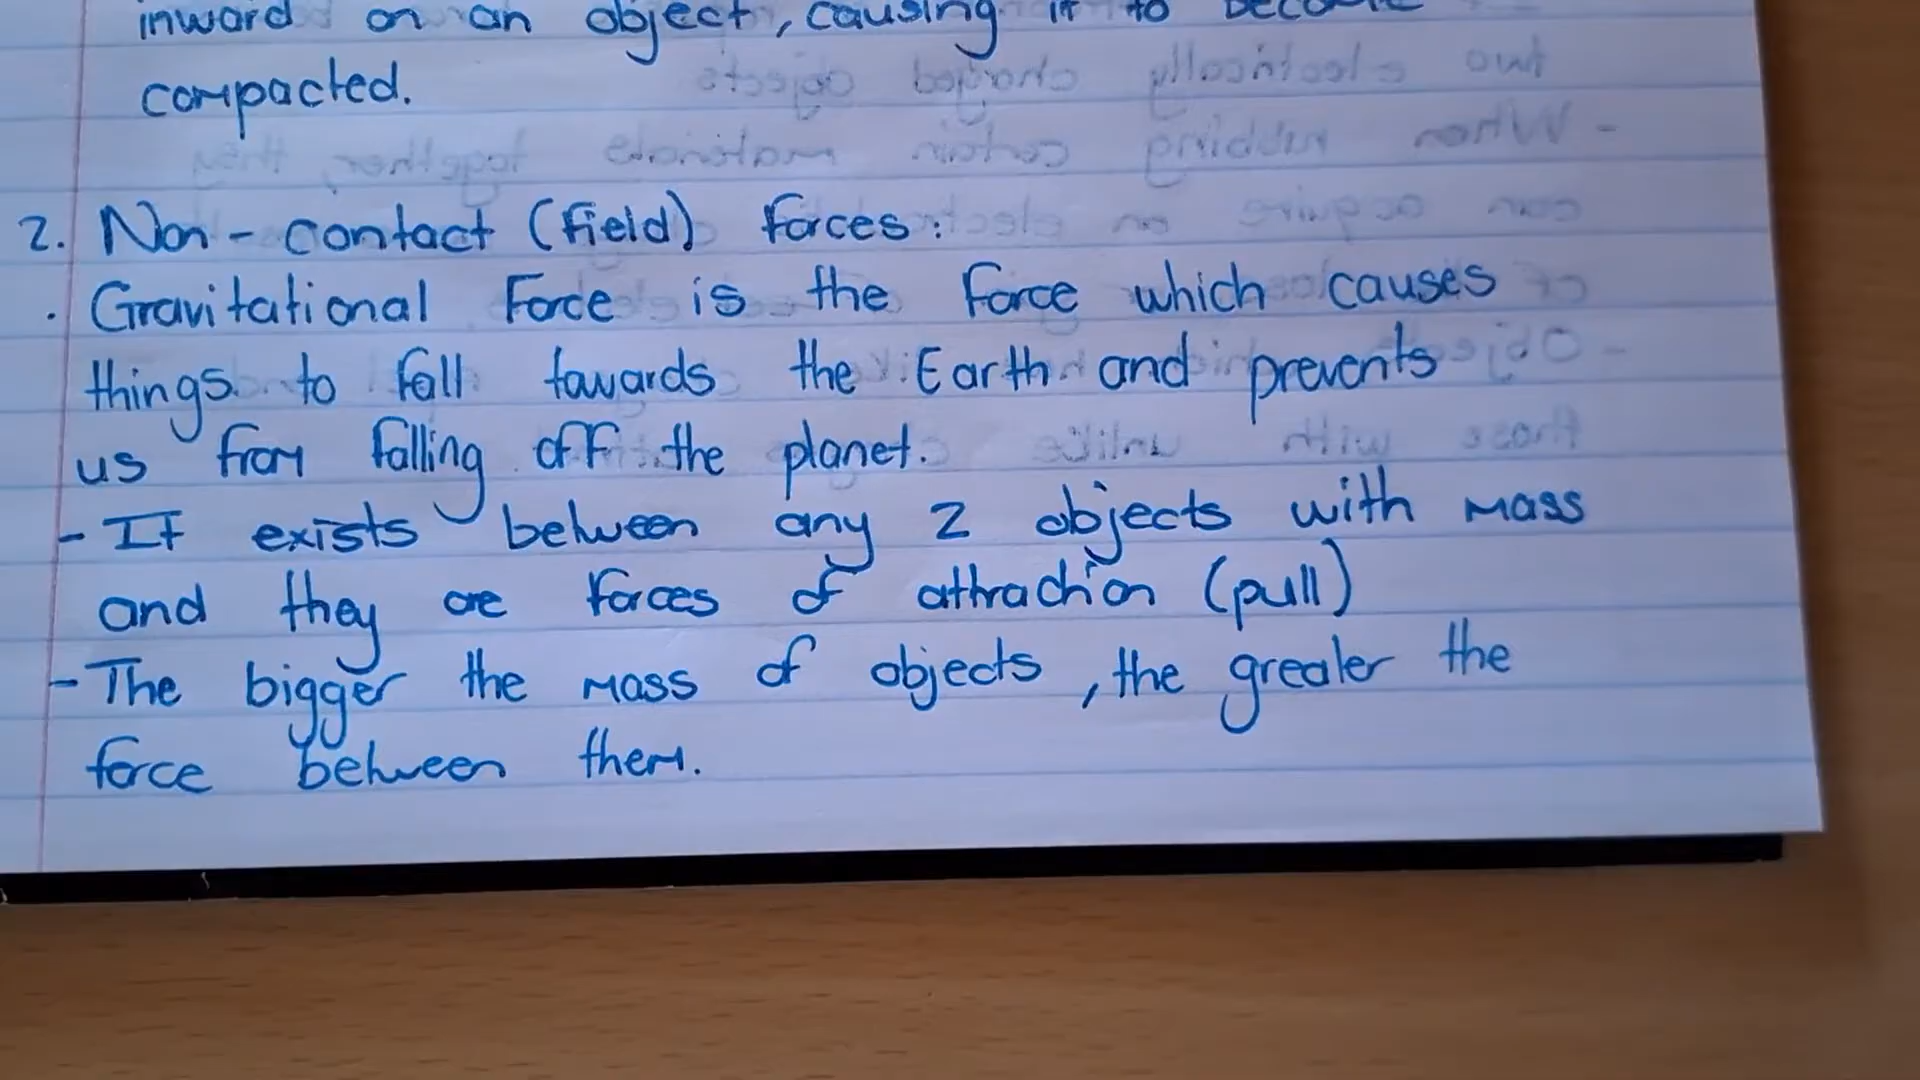 inward on an object, causing it to become
compacted.
2. Non-contact (field) forces:
. Gravitational Force is the force which causes
things to fall towards the Earth and prevents
us from falling off the planet.
- It exists between any 2 objects with mass
and they are forces of attraction (pull)
- The bigger the mass of objects, the greater the
force between them.